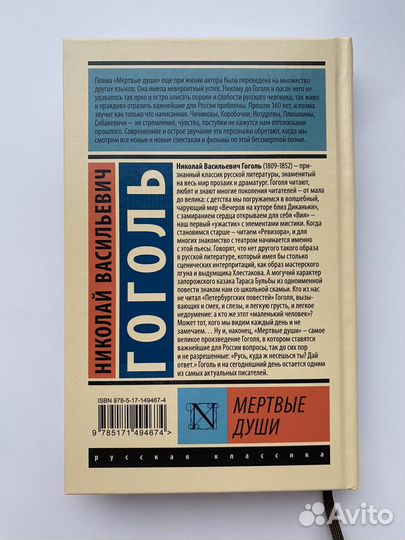 Поэма «Мертвые души» еще при жизни автора была переведена на множество
других языков. Она имела невероятный успех. Никому до Гоголя и после него не
удавалось так ярко и остро описать пороки и слабости русского человека, так живо
и правдиво отразить важнейшие для России проблемы. Прошло 160 лет, и поэма
звучит как только что написанная. Чичиковы, Коробочки, Ноздревы, Плюшкины,
Собакевичи – их стремления, чувства, поступки не кажутся нам отголосками
прошлого. Современное и острое звучание эти персонажи обретают, когда мы
смотрим все новые и новые спектакли и фильмы по этой бессмертной поэме.
НИКОЛАЙ ВАСИЛЬЕВИЧ
ГОГОЛЬ
Николай Васильевич Гоголь (1809-1852) – при-
знанный классик русской литературы, знаменитый
на весь мир прозаик и драматург. Гоголя читают,
любят и знают многие поколения читателей – от мала
до велика: с детства мы погружаемся в волшебный,
чарующий мир «Вечеров на хуторе близ Диканьки»,
с замиранием сердца открываем для себя «Вия» –
наш первый «ужастик» с элементами мистики. Когда
становимся старше – читаем «Ревизора», и для
многих знакомство с театром начинается именно
с этой пьесы. Говорят, что нет другого такого образа
в русской литературе, который имел бы столько
сценических интерпритаций, как образ мастерского
лгуна и выдумщика Хлестакова. А могучий характер
запорожского казака Тараса Бульбы из одноименной
повести знаком нам со школьной скамьи. Кто из нас не
читал «Петербургских повестей» Гоголя, вызы-
вающих и смех, и слезы, и легкую грусть, и легкое
недоумение: а кто же этот «маленький человек»?
Может тот, кого мы видим каждый день и не
замечаем... Ну и, наконец, «Мертвые души» – самое
великое произведение Гоголя, в котором ставятся
важнейшие для России вопросы, так до сих пор
и не разрешенные: «Русь, куда ж несешься ты? Дай
ответ.» Гоголь и на сегодняшний день остается одним
из самых актуальных писателей.
ISBN 978-5-17-149467-4
9 785171 494674 >
N
МЕРТВЫЕ
ДУШИ
русская классика
Avito